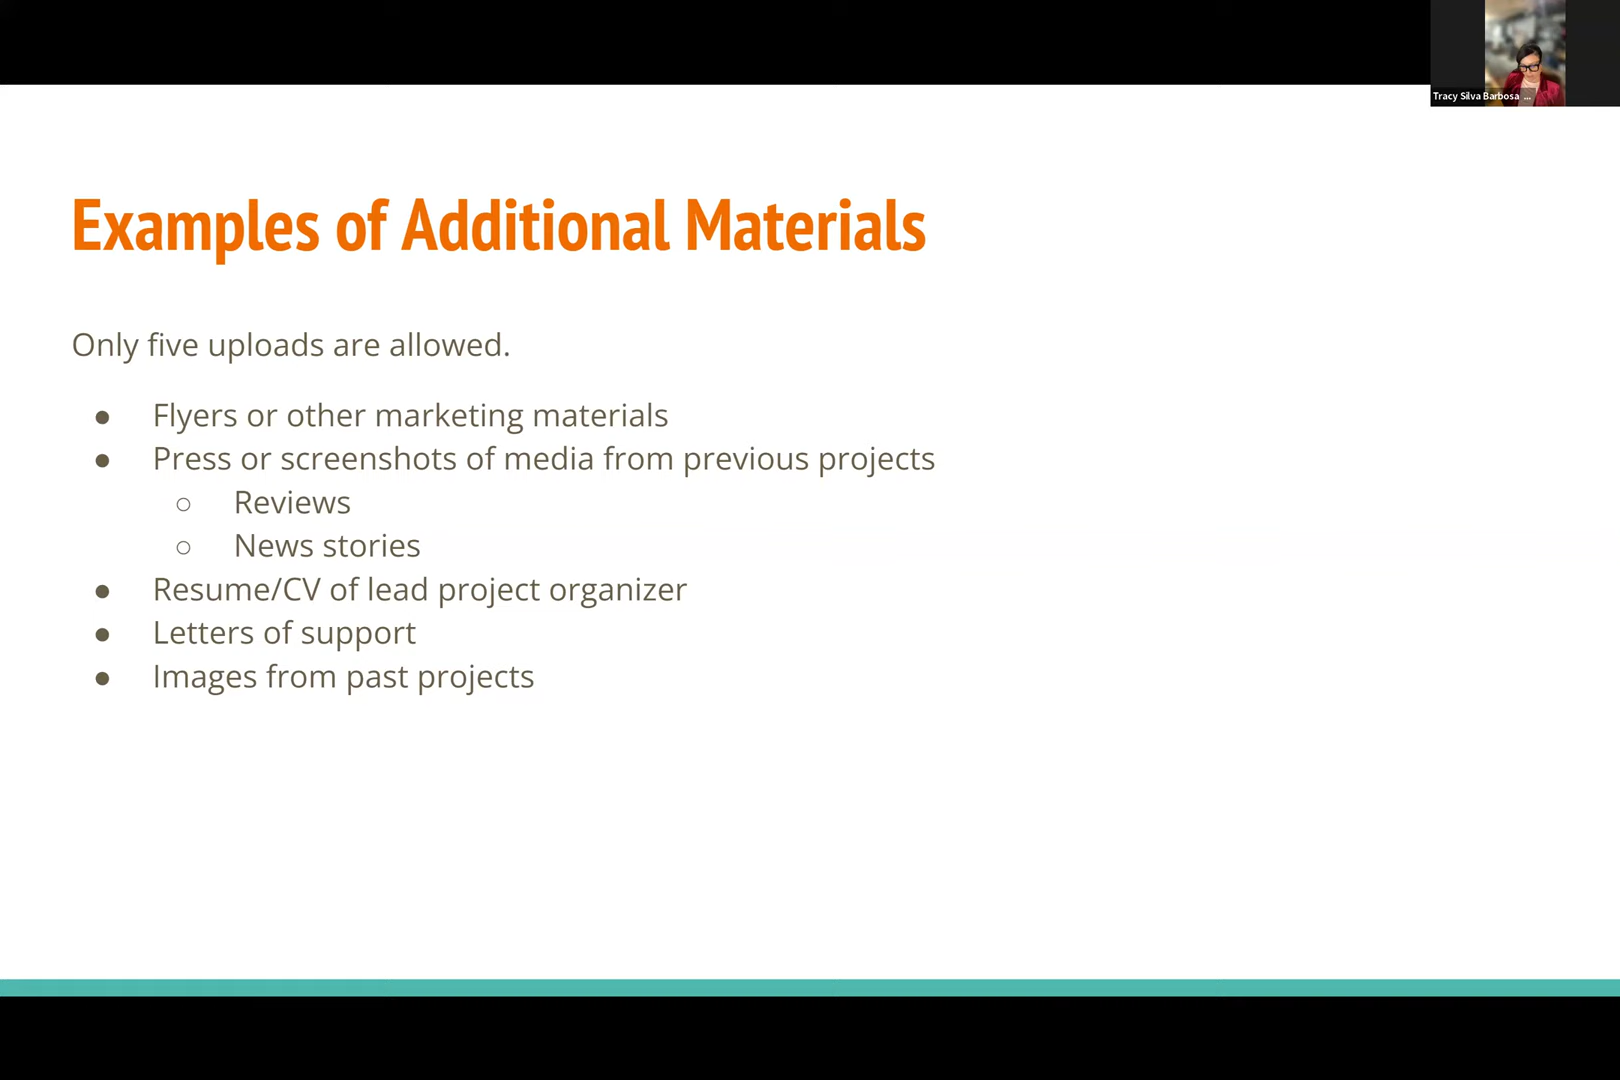 Tracy Silva Barbosa ...
Examples of Additional Materials
Only five uploads are allowed.
● Flyers or other marketing materials
● Press or screenshots of media from previous projects
○ Reviews
○ News stories
● Resume/CV of lead project organizer
● Letters of support
● Images from past projects